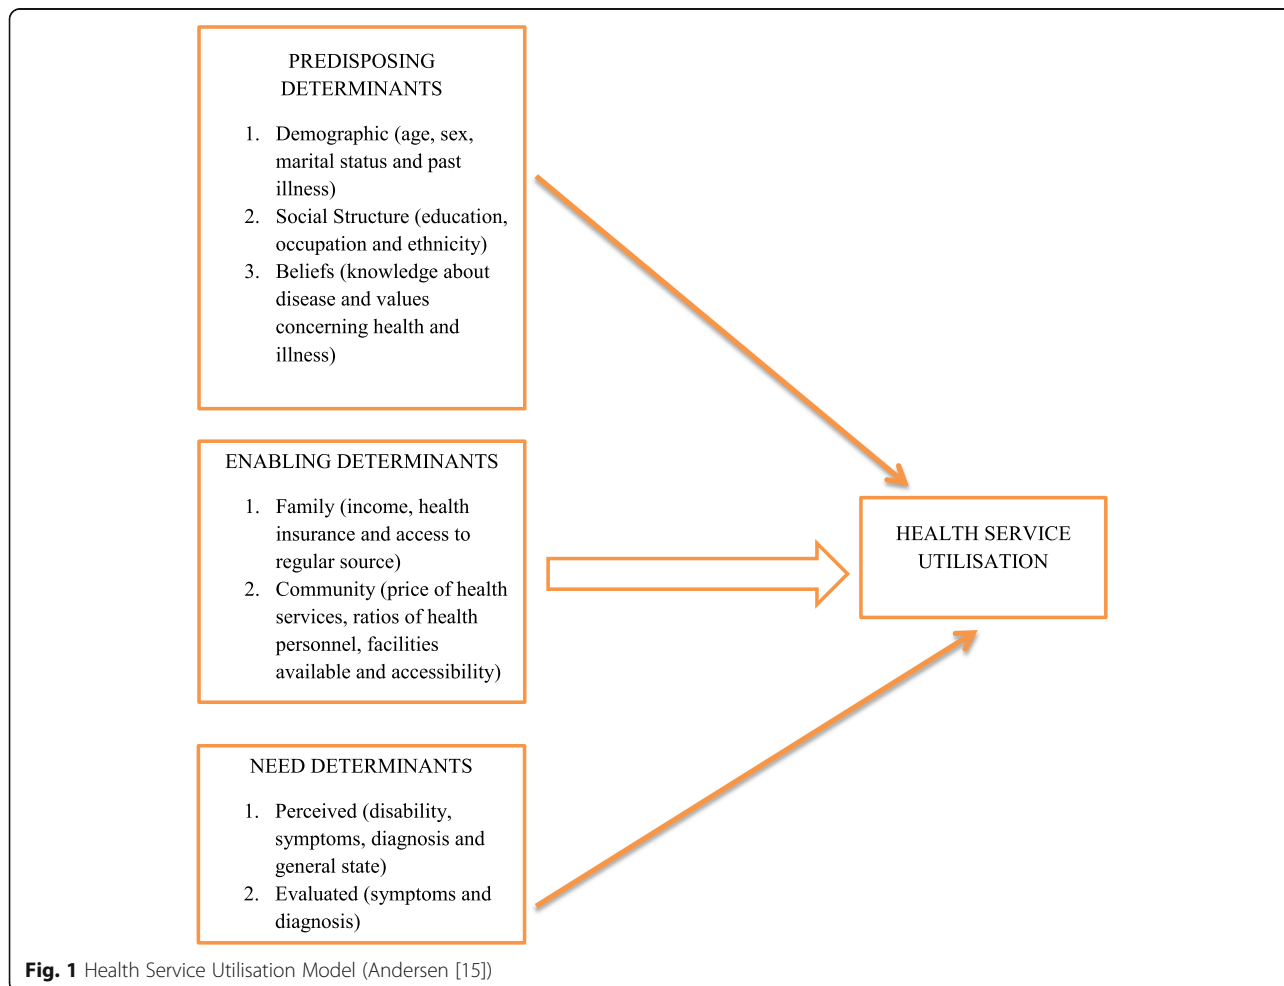 PREDISPOSING
DETERMINANTS
1. Demographic (age, sex,
marital status and past
illness)
2. Social Structure (education,
occupation and ethnicity)
3. Beliefs (knowledge about
disease and values
concerning health and
illness)
ENABLING DETERMINANTS
1. Family (income, health
insurance and access to
regular source)
2. Community (price of health
services, ratios of health
personnel, facilities
available and accessibility)
HEALTH SERVICE
UTILISATION
NEED DETERMINANTS
1. Perceived (disability,
symptoms, diagnosis and
general state)
2. Evaluated (symptoms and
diagnosis)
Fig. 1 Health Service Utilisation Model (Andersen [15])